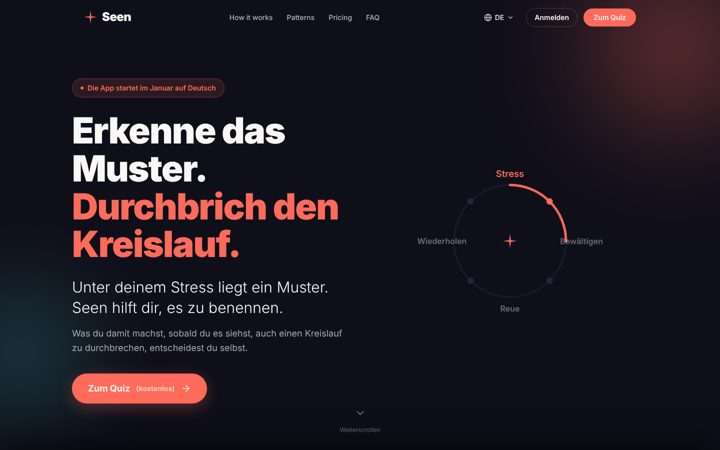 Seen
How it works
Patterns
Pricing
FAQ
DE
Anmelden
Zum Quiz
Die App startet im Januar auf Deutsch
Erkenne das
Muster.
Durchbrich den
Kreislauf.
Unter deinem Stress liegt ein Muster.
Seen hilft dir, es zu benennen.
Was du damit machst, sobald du es siehst, auch einen Kreislauf
zu durchbrechen, entscheidest du selbst.
Zum Quiz (kostenlos)
Stress
Wiederholen
Bewältigen
Reue
Weiterscrollen